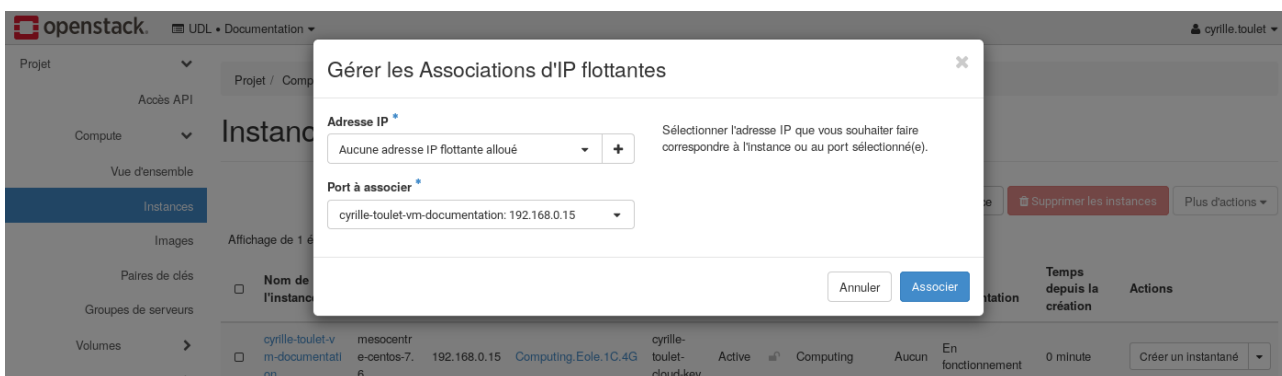 openstack. UDL • Documentation cyrille.toulet
Projet
Projet / Comp
Accès API
Compute
Vue d'ensemble
Instances
Images
Paires de clés
Groupes de serveurs
Volumes
Instanc
Gérer les Associations d'IP flottantes
×
Adresse IP *
Aucune adresse IP flottante alloué
+
Sélectionner l'adresse IP que vous souhaiter faire
correspondre à l'instance ou au port sélectionné(e).
Port à associer *
cyrille-toulet-vm-documentation: 192.168.0.15
Annuler Associer
ce Supprimer les instances Plus d'actions
Affichage de 1 é
Nom de
l'instance
ntation
Temps
depuis la
création
Actions
cyrille-toulet-v
m-documentati
on
mesocentr
e-centos-7.
6
192.168.0.15
Computing.Eole.1C.4G
cyrille-
toulet-
cloud-key
Active
Computing
Aucun
En
fonctionnement
0 minute
Créer un instantané